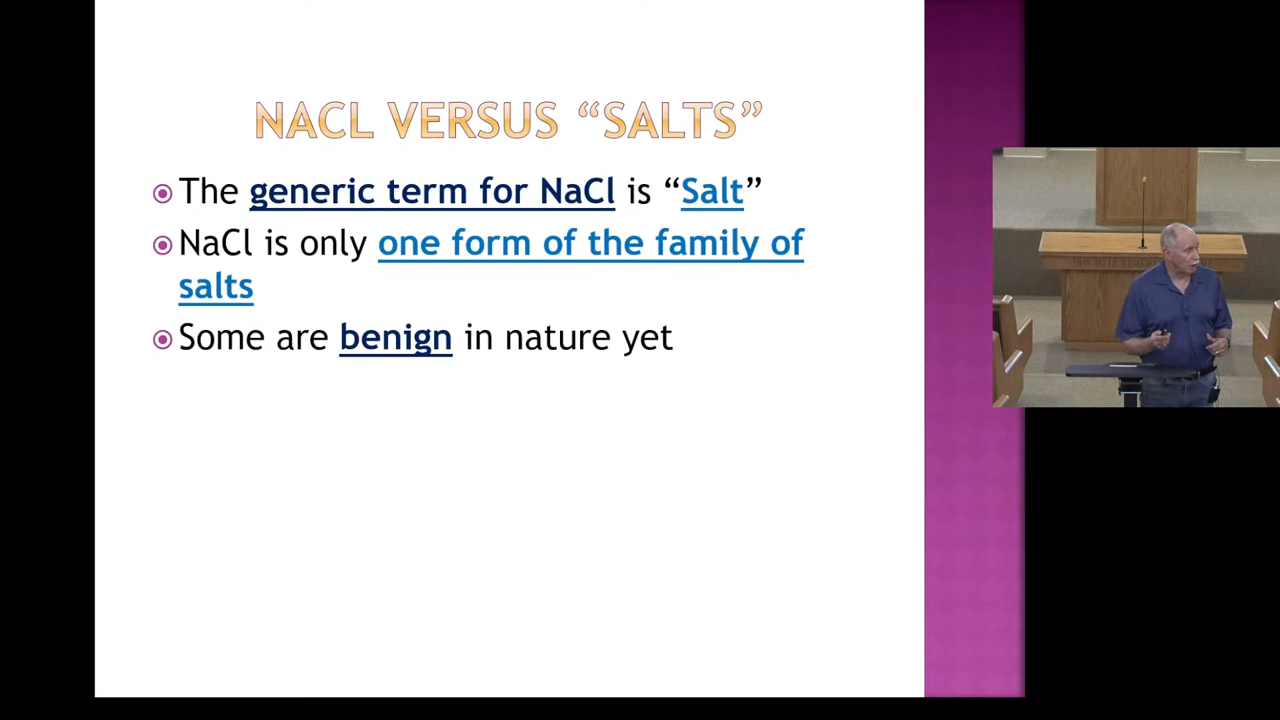 NACL VERSUS “SALTS”
The generic term for NaCl is “Salt”
NaCl is only one form of the family of
salts
Some are benign in nature yet